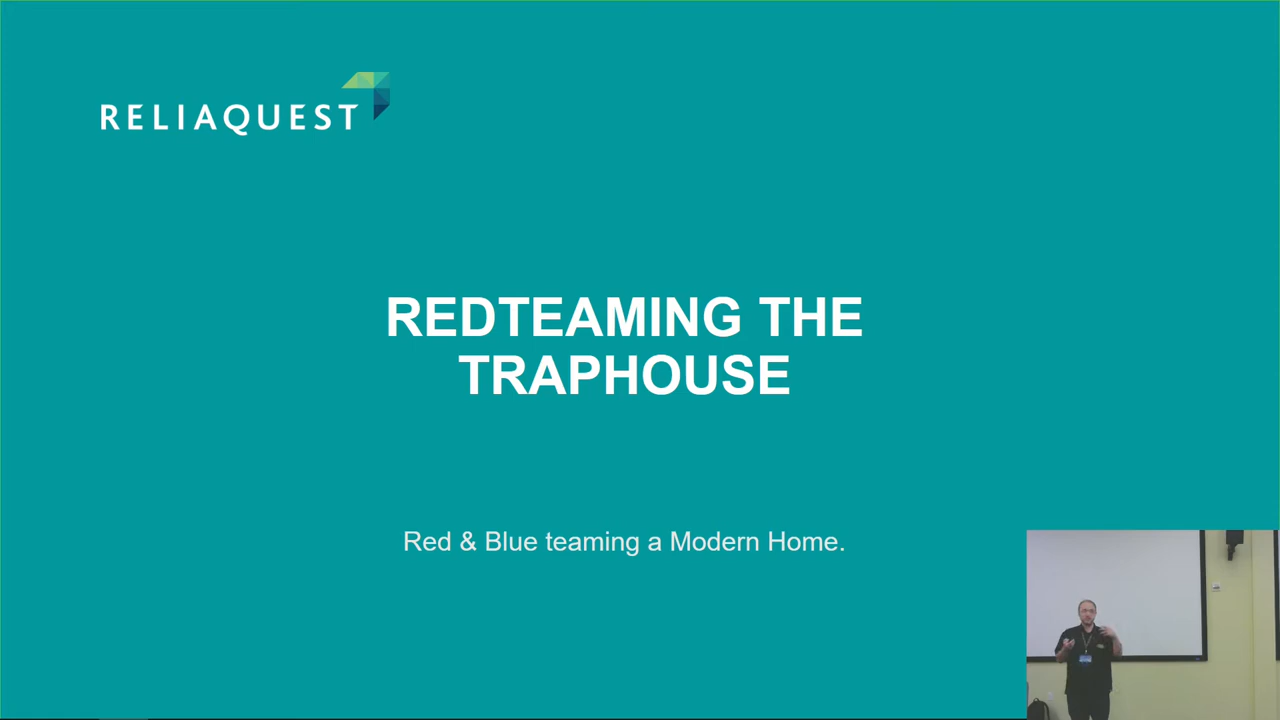 RELIAQUEST
REDTEAMING THE
TRAPHOUSE
Red & Blue teaming a Modern Home.